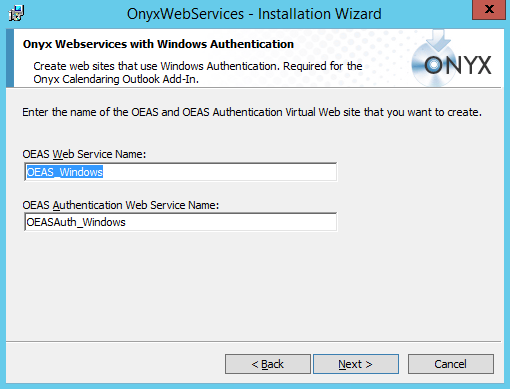 OnyxWebServices - Installation Wizard
X
Onyx Webservices with Windows Authentication
Create web sites that use Windows Authentication. Required for the
Onyx Calendaring Outlook Add-In.
ONYX
Enter the name of the OEAS and OEAS Authentication Virtual Web site that you want to create.
OEAS Web Service Name:
OEAS_Windows
OEAS Authentication Web Service Name:
OEASAuth_Windows
< Back
Next >
Cancel